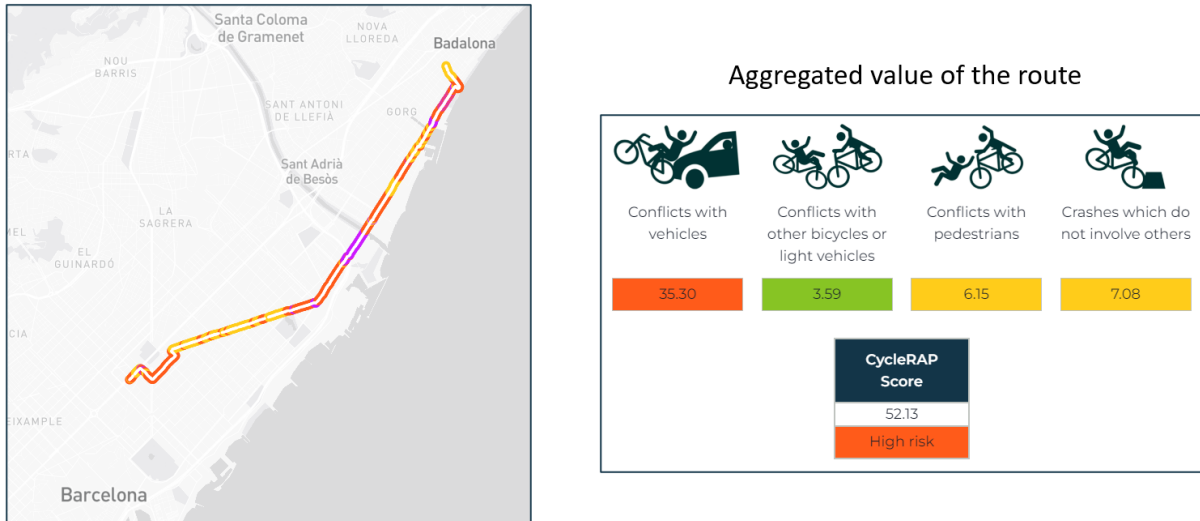 Santa Coloma
de Gramenet
NOVA
LLOREDA
Badalona
NOU
BARRIS
SANT ANTONI
DE LLEFIÀ
GORG
RTA
Sant Adrià
de Besòs
LA
SAGRERA
MEL
EL
GUINARDÓ
CIA
EIXAMPLE
Barcelona
Aggregated value of the route
Conflicts with
vehicles
Conflicts with
other bicycles or
light vehicles
Conflicts with
pedestrians
Crashes which do
not involve others
35.30
3.59
6.15
7.08
CycleRAP
Score
52.13
High risk